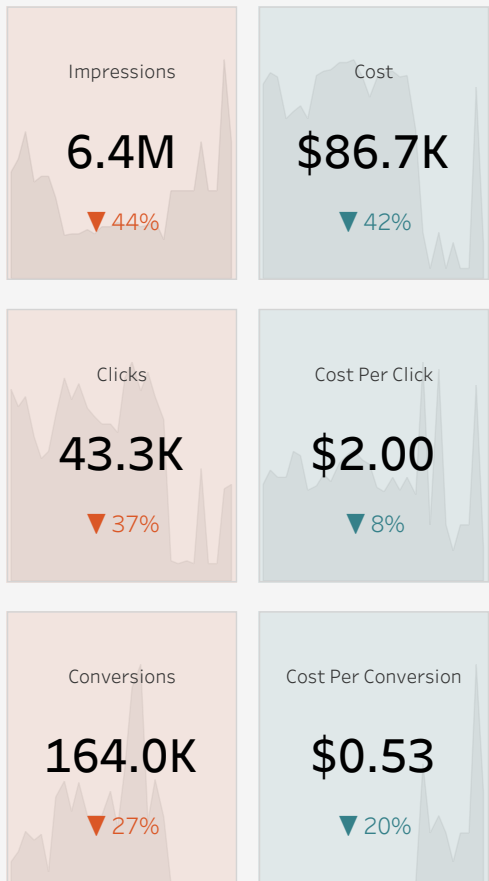 Impressions
6.4M
▼ 44%
Cost
$86.7K
▼ 42%
Clicks
43.3K
▼ 37%
Cost Per Click
$2.00
▼ 8%
Conversions
164.0K
▼ 27%
Cost Per Conversion
$0.53
▼ 20%